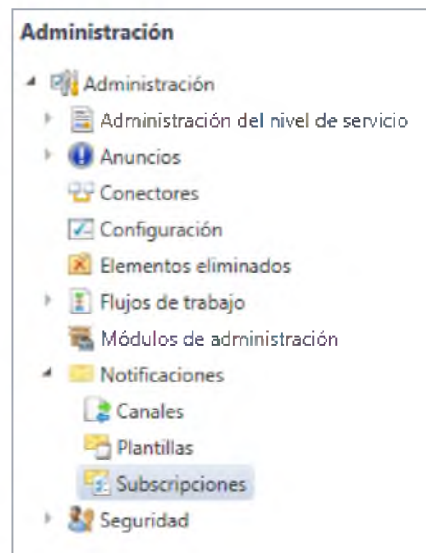 Administración
Administración
Administración del nivel de servicio
Anuncios
Conectores
Configuración
Elementos eliminados
Flujos de trabajo
Módulos de administración
Notificaciones
Canales
Plantillas
Subscripciones
Seguridad